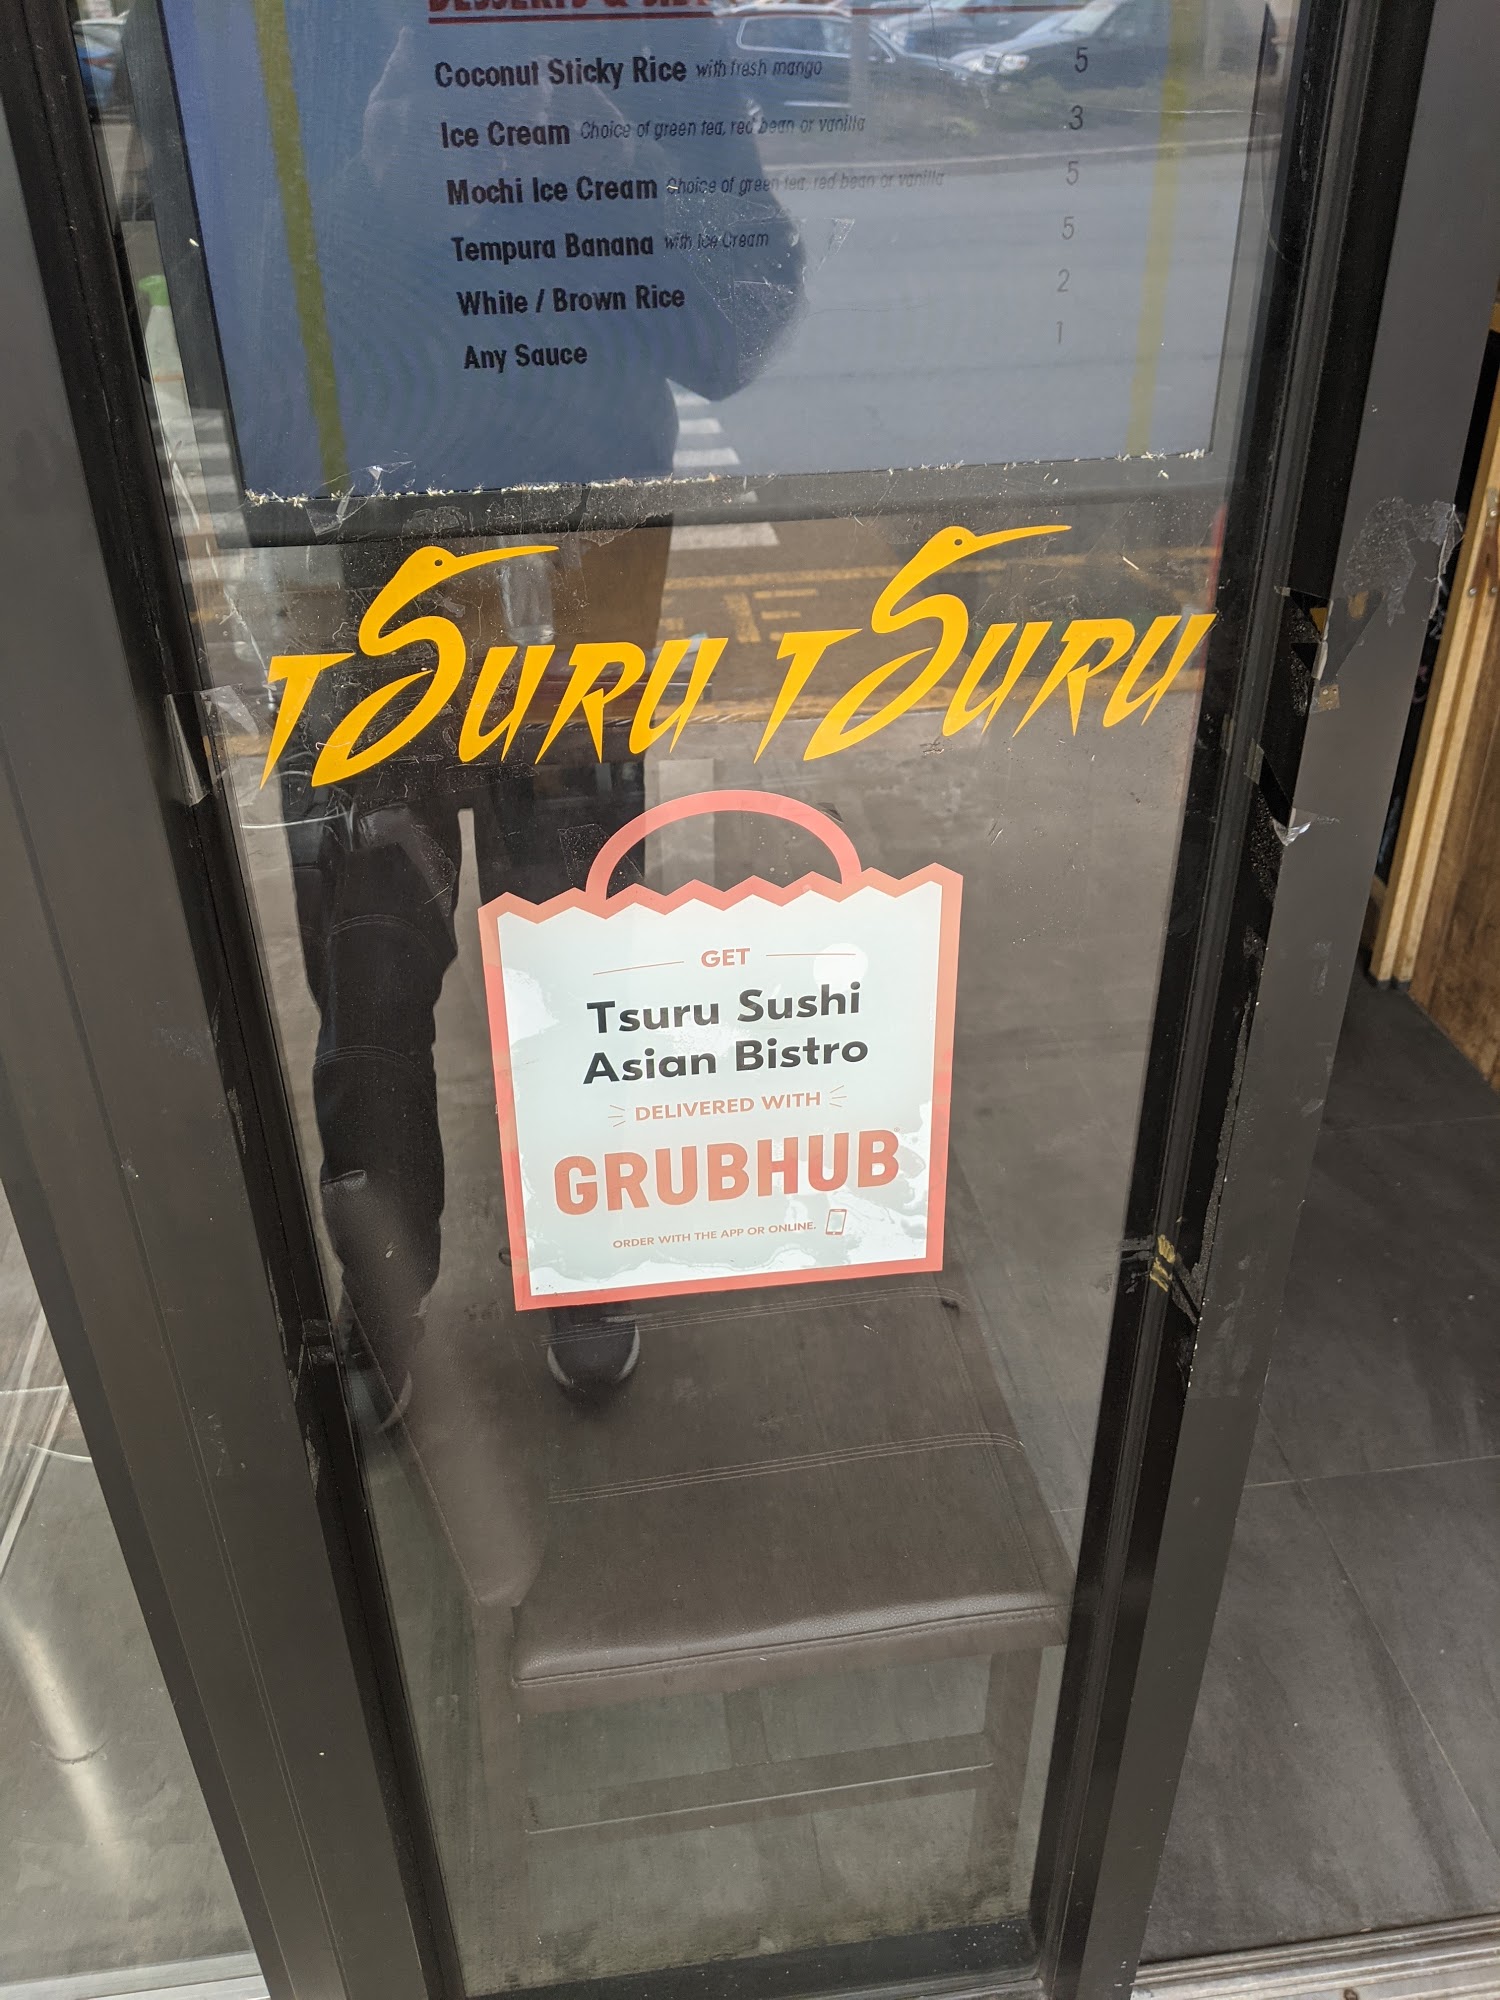 DESSERTS &
Coconut Sticky Rice with fresh mango 5
Ice Cream Choice of green tea, red bean or vanilla 3
Mochi Ice Cream Choice of green tea, red bean or vanilla 5
Tempura Banana with Ice Cream 5
White / Brown Rice 2
Any Sauce 1
TSURU TSURU
GET
Tsuru Sushi
Asian Bistro
DELIVERED WITH
GRUBHUB
ORDER WITH THE APP OR ONLINE.